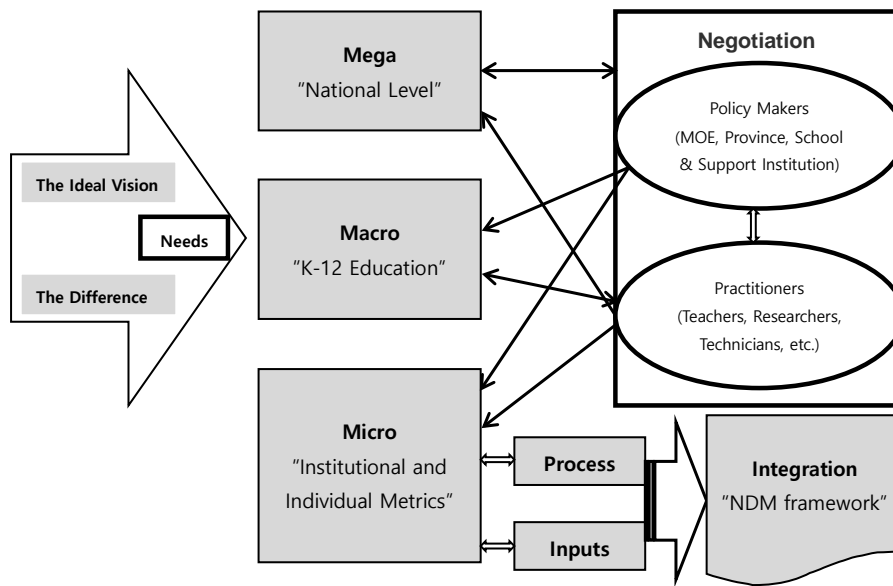 The Ideal Vision
Needs
The Difference
Mega
"National Level"
Macro
"K-12 Education"
Micro
"Institutional and
Individual Metrics"
Negotiation
Policy Makers
(MOE, Province, School
& Support Institution)
Practitioners
(Teachers, Researchers,
Technicians, etc.)
Process
Inputs
Integration
"NDM framework"